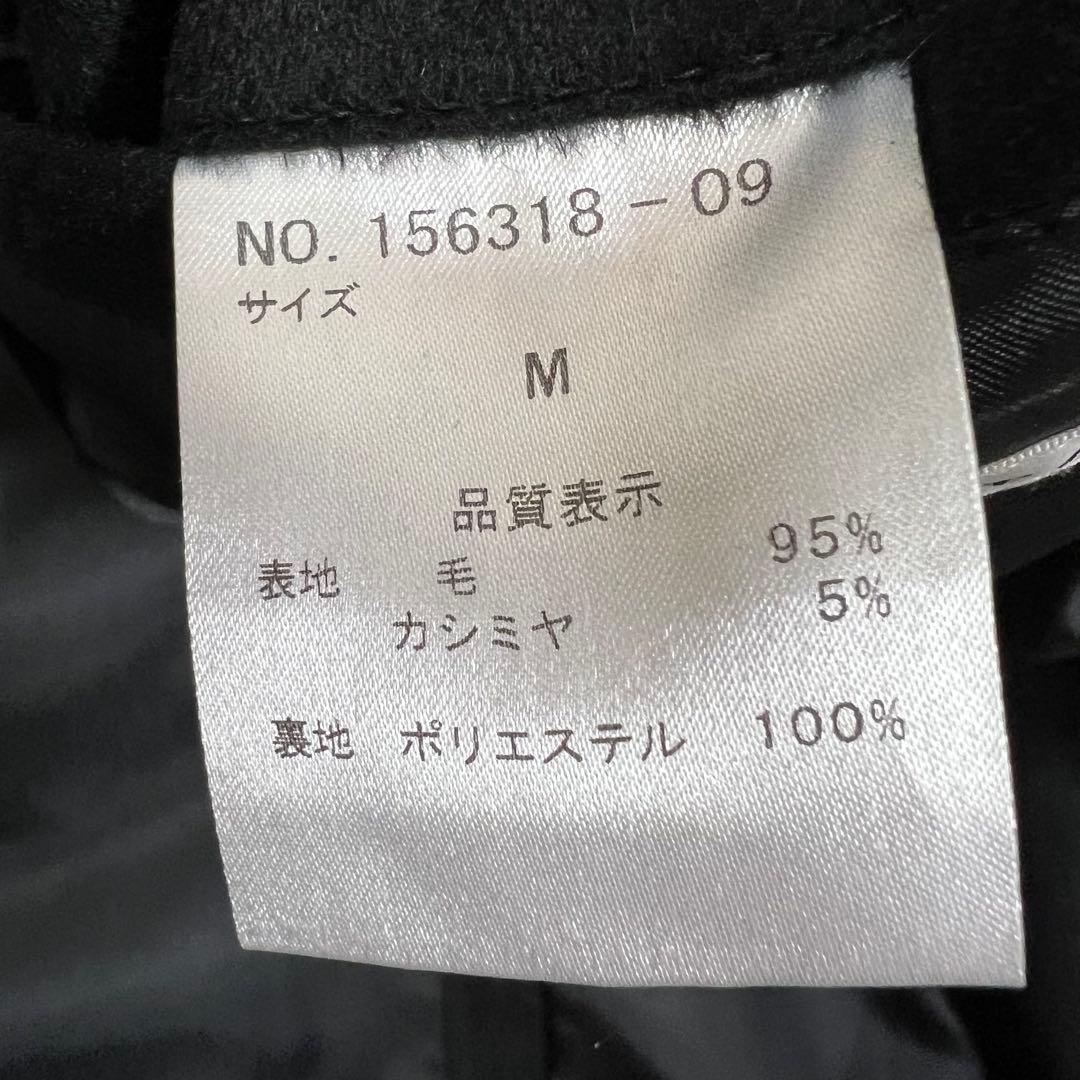 NO. 156318-09
サイズ
M
品質表示
表地 毛 95%
カシミヤ 5%
裏地 ポリエステル 100%